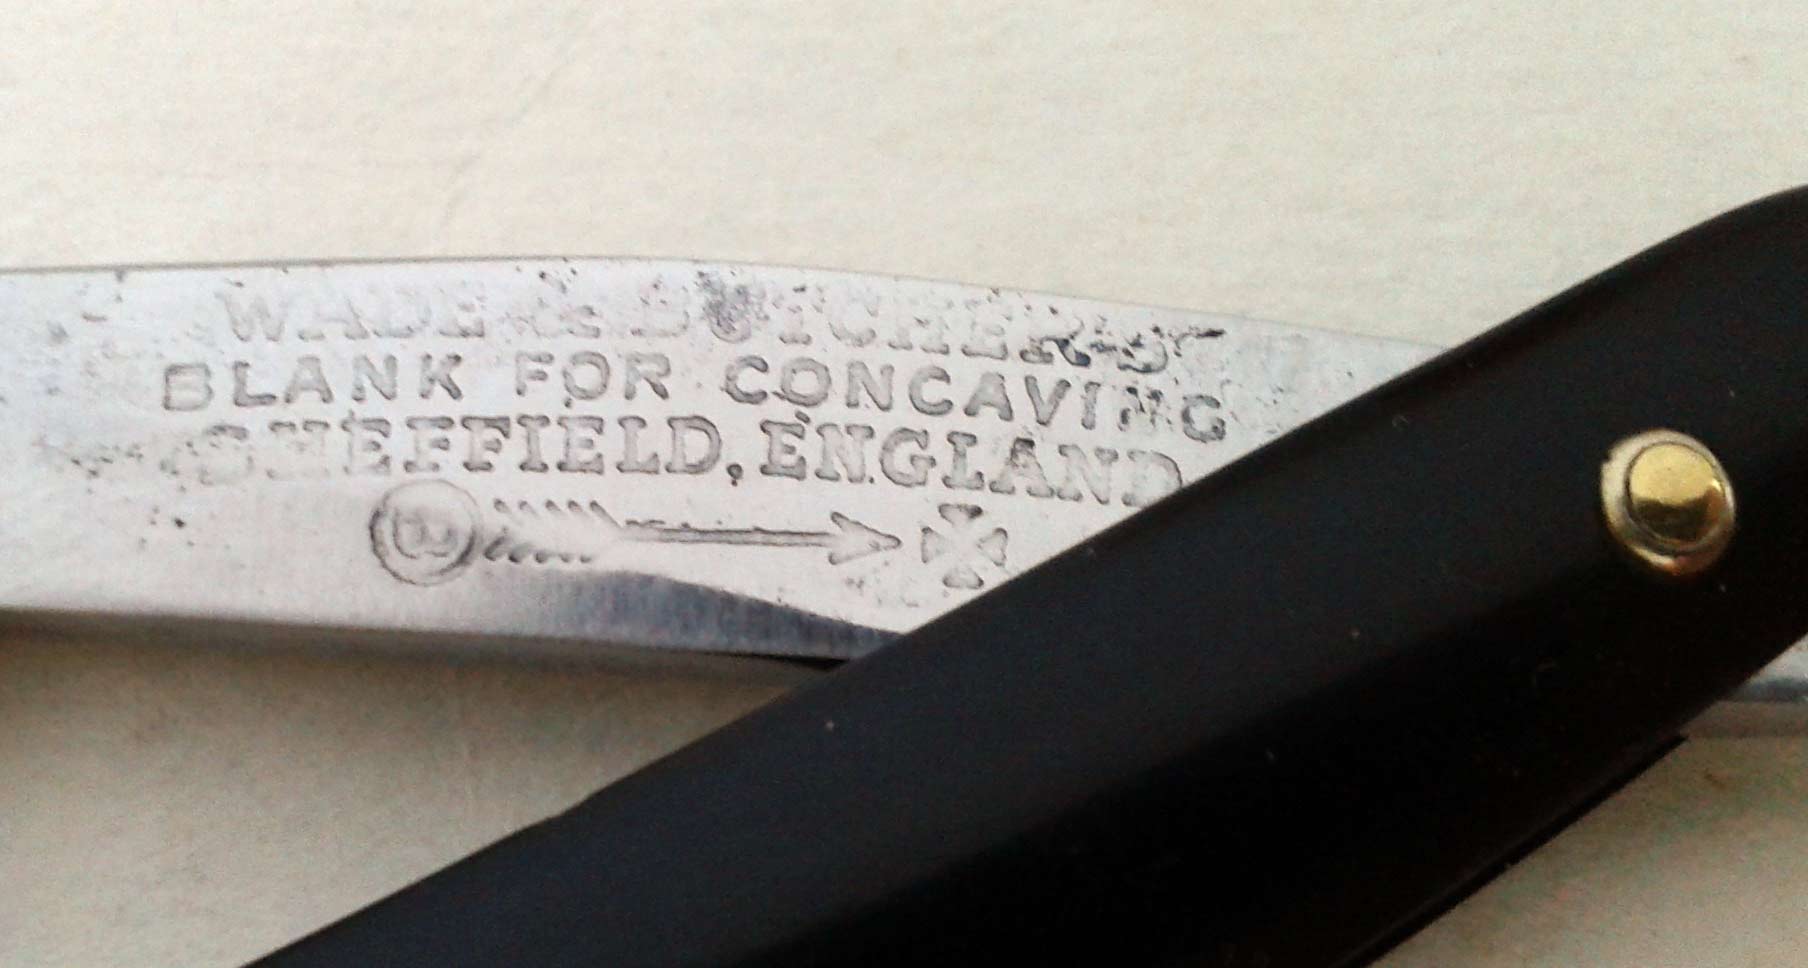 WADE & BUTCHER'S
BLANK FOR CONCAVING
SHEFFIELD, ENGLAND